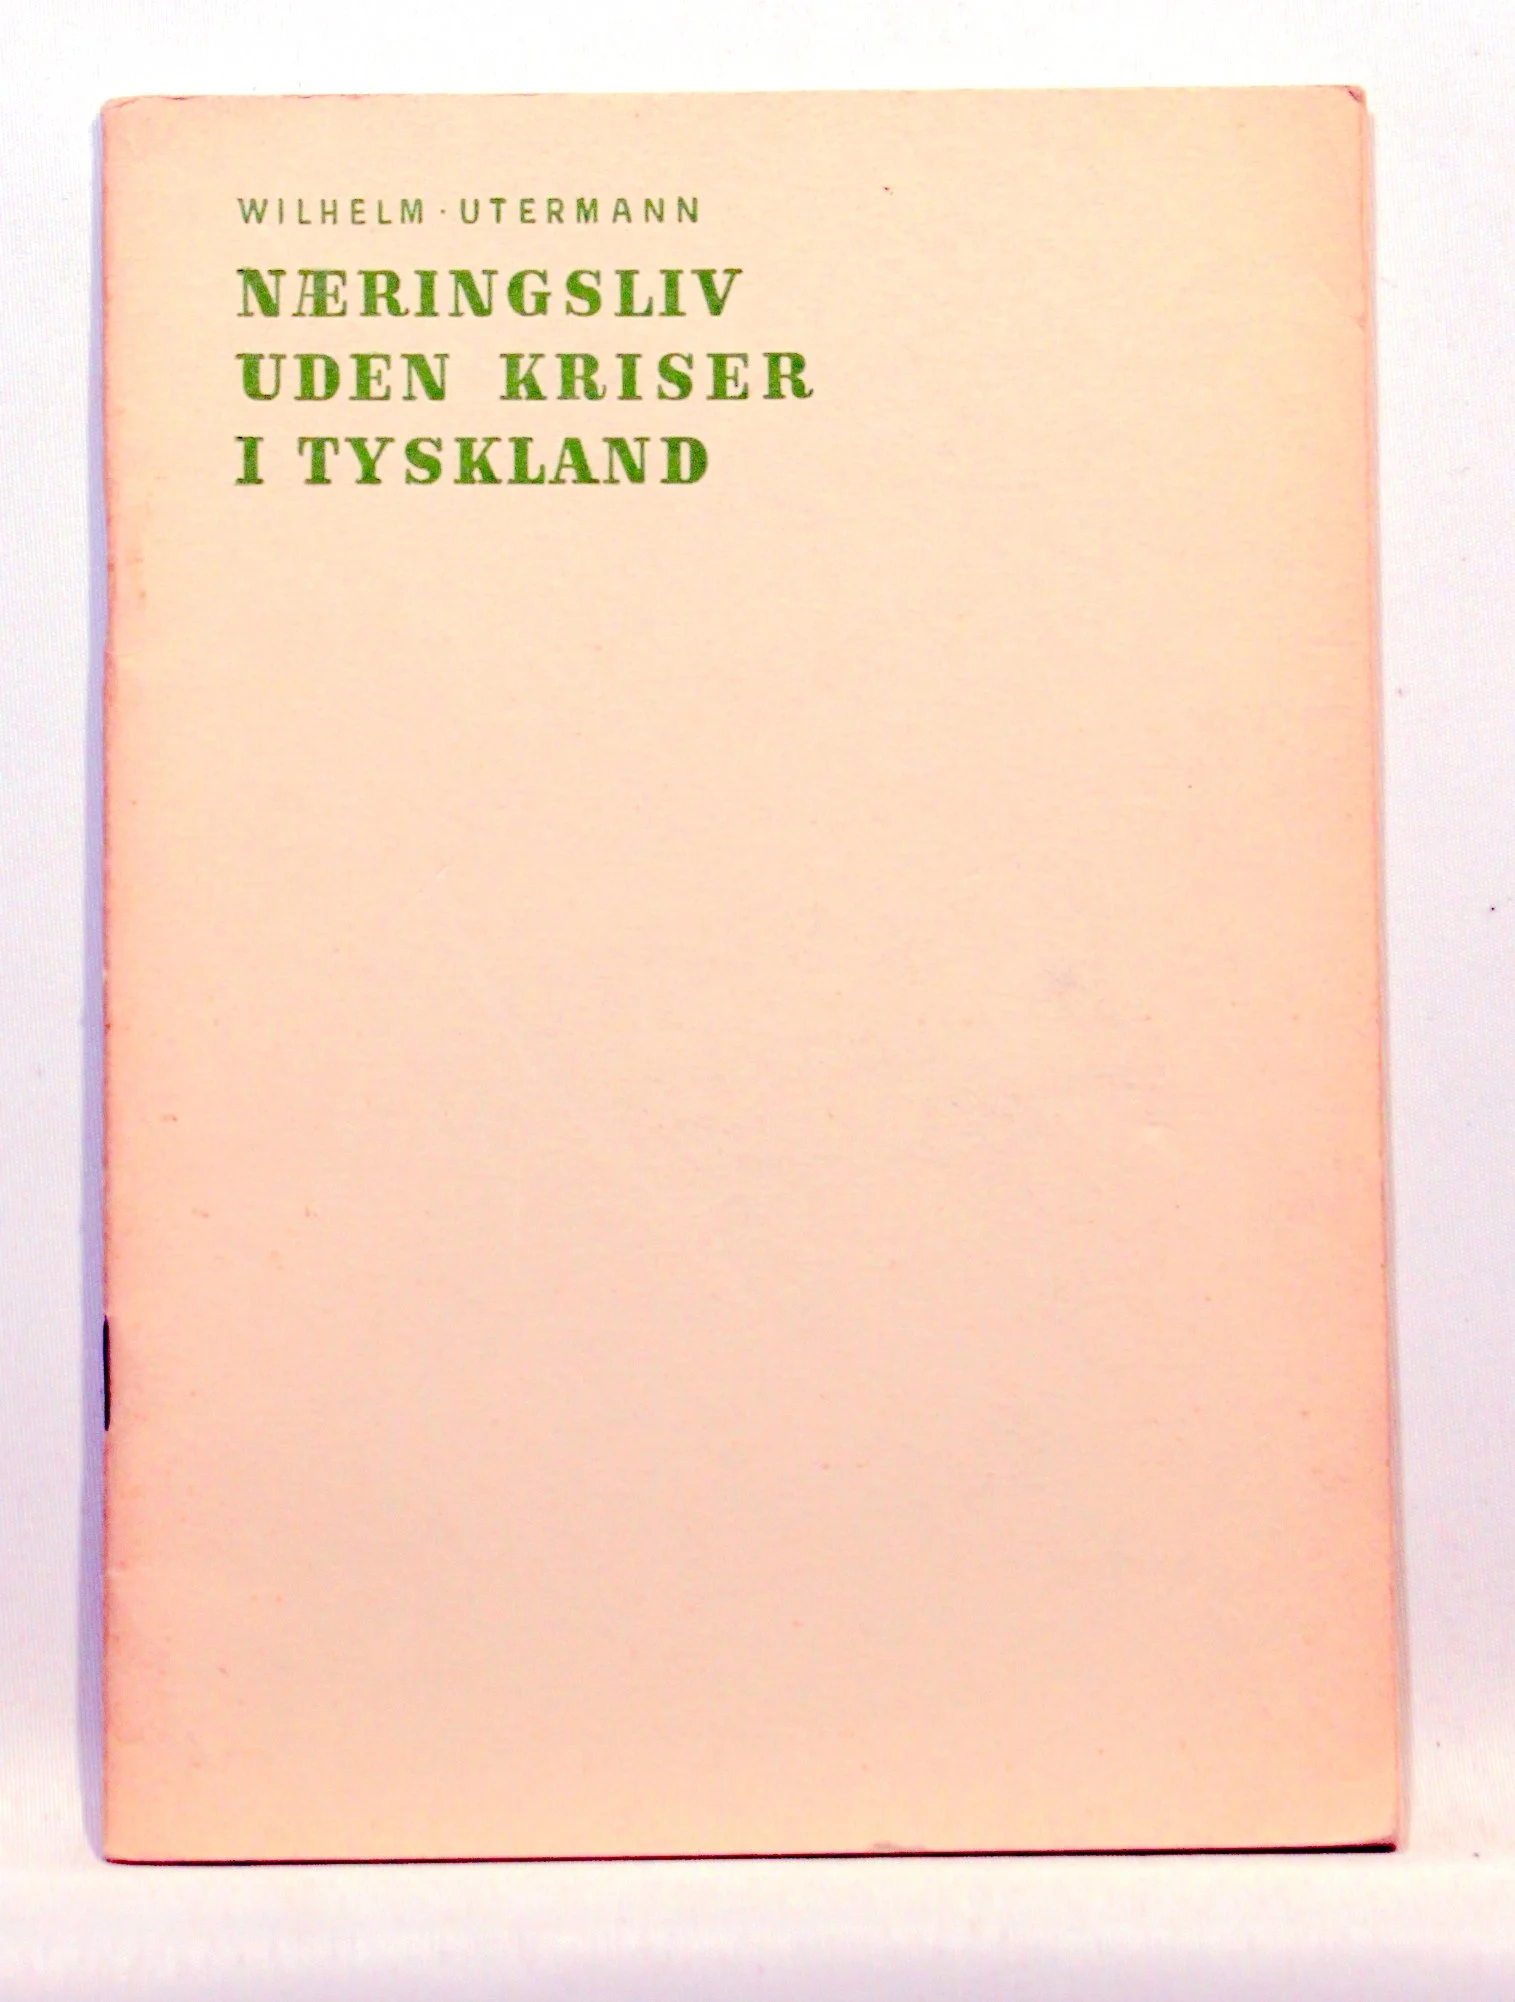 WILHELM · UTERMANN
NÆRINGSLIV
UDEN KRISER
I TYSKLAND